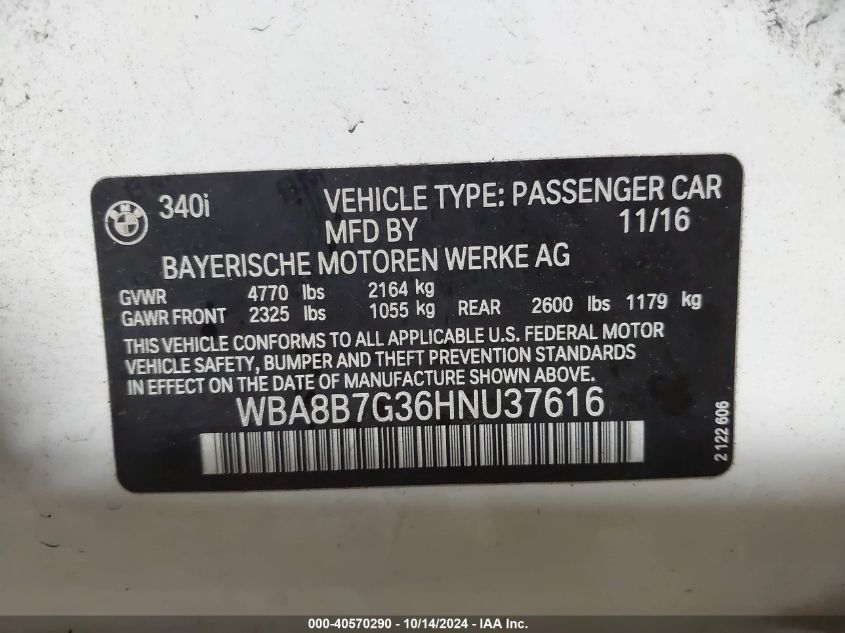 BMW
340i VEHICLE TYPE: PASSENGER CAR
MFD BY 11/16
BAYERISCHE MOTOREN WERKE AG
GVWR 4770 lbs 2164 kg
GAWR FRONT 2325 lbs 1055 kg REAR 2600 lbs 1179 kg
THIS VEHICLE CONFORMS TO ALL APPLICABLE U.S. FEDERAL MOTOR
VEHICLE SAFETY, BUMPER AND THEFT PREVENTION STANDARDS
IN EFFECT ON THE DATE OF MANUFACTURE SHOWN ABOVE.
WBA8B7G36HNU37616
2 122 606
000-40570290 - 10/14/2024 - IAA Inc.